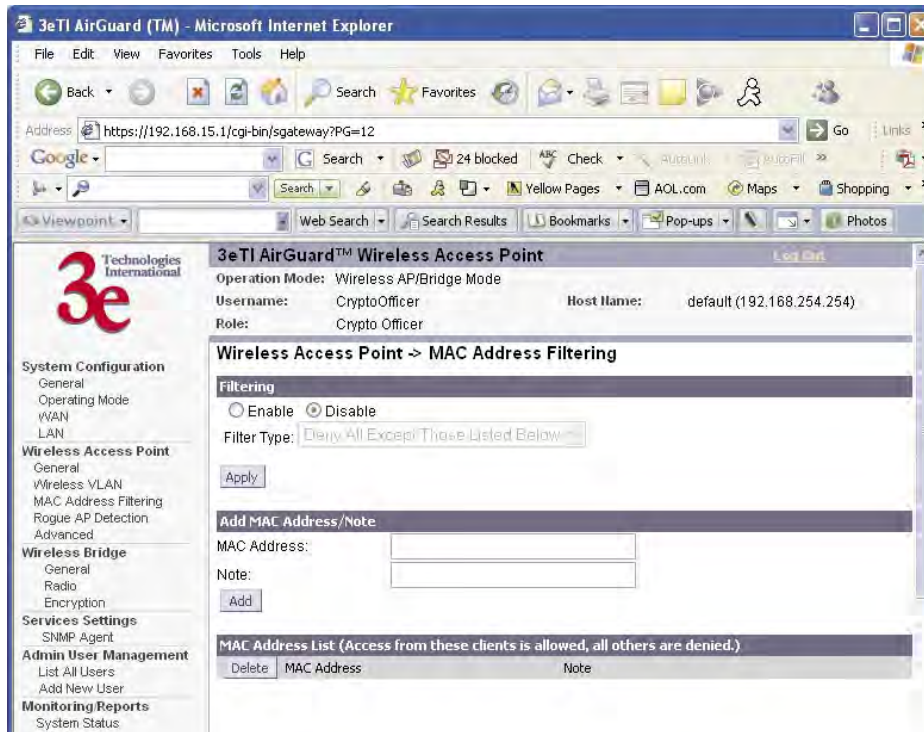 3eTI AirGuard (TM) - Microsoft Internet Explorer
File Edit View Favorites Tools Help
Back Search Favorites
Address https://192.168.15.1/cgi-bin/sgateway?PG=12 Go Links
Google Search 24 blocked ABC Check AutoLink AutoFill
Search Yellow Pages AOL.com Maps Shopping
Viewpoint Web Search Search Results Bookmarks Pop-ups Photos
3e Technologies International
3eTI AirGuard™ Wireless Access Point Log Out
Operation Mode: Wireless AP/Bridge Mode
Username: CryptoOfficer Host Name: default (192.168.254.254)
Role: Crypto Officer
System Configuration
General
Operating Mode
WAN
LAN
Wireless Access Point
General
Wireless VLAN
MAC Address Filtering
Rogue AP Detection
Advanced
Wireless Bridge
General
Radio
Encryption
Services Settings
SNMP Agent
Admin User Management
List All Users
Add New User
Monitoring/Reports
System Status
Wireless Access Point -> MAC Address Filtering
Filtering
Enable Disable
Filter Type: Deny All Except Those Listed Below
Apply
Add MAC Address/Note
MAC Address:
Note:
Add
MAC Address List (Access from these clients is allowed, all others are denied.)
Delete MAC Address Note